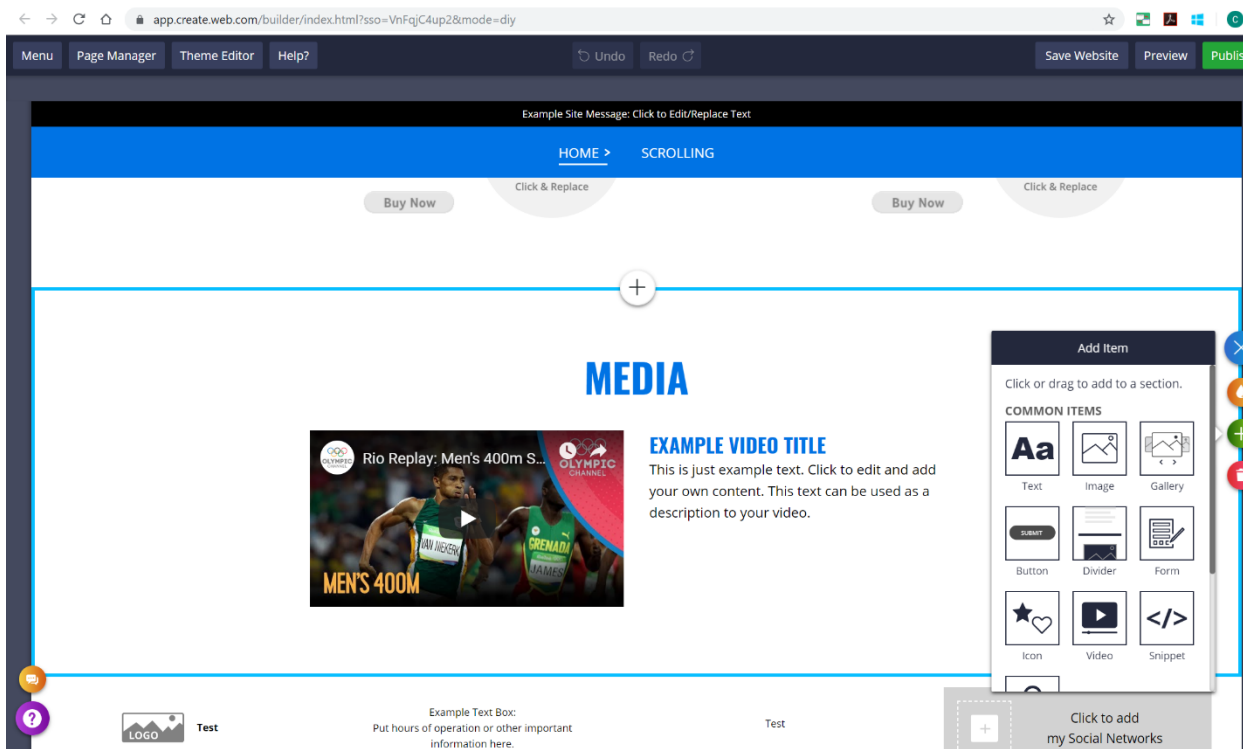 app.create.web.com/builder/index.html?sso=VnFqjC4up2&mode=diy
C
Menu Page Manager Theme Editor Help? Undo Redo Save Website Preview Publis
Example Site Message: Click to Edit/Replace Text
HOME > SCROLLING
Click & Replace Click & Replace
Buy Now Buy Now
MEDIA
Rio Replay: Men's 400m S...
OLYMPIC
CHANNEL
OLYMPIC
CHANNEL
VAN NIEKERK
GRENADA
JAMES
MEN'S 400M
EXAMPLE VIDEO TITLE
This is just example text. Click to edit and add
your own content. This text can be used as a
description to your video.
Add Item
Click or drag to add to a section.
COMMON ITEMS
Aa
Text Image Gallery
SUBMIT
Button Divider Form
</>
Icon Video Snippet
?
LOGO
Test
Example Text Box:
Put hours of operation or other important
information here.
Test
Click to add
my Social Networks